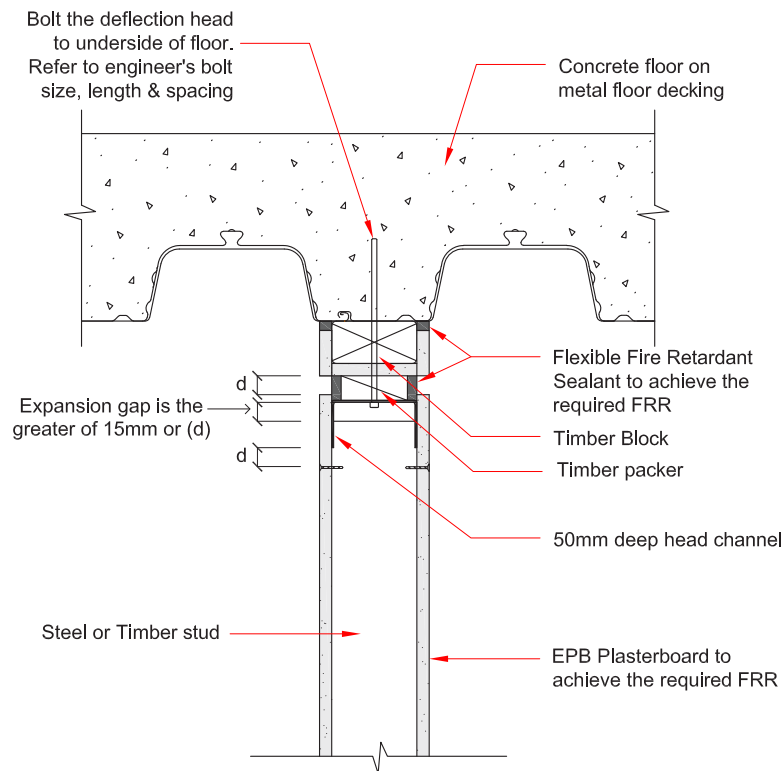 Bolt the deflection head
to underside of floor.
Refer to engineer's bolt
size, length & spacing
Concrete floor on
metal floor decking
Flexible Fire Retardant
Sealant to achieve the
required FRR
d
Expansion gap is the
greater of 15mm or (d)
Timber Block
d
Timber packer
50mm deep head channel
Steel or Timber stud
EPB Plasterboard to
achieve the required FRR